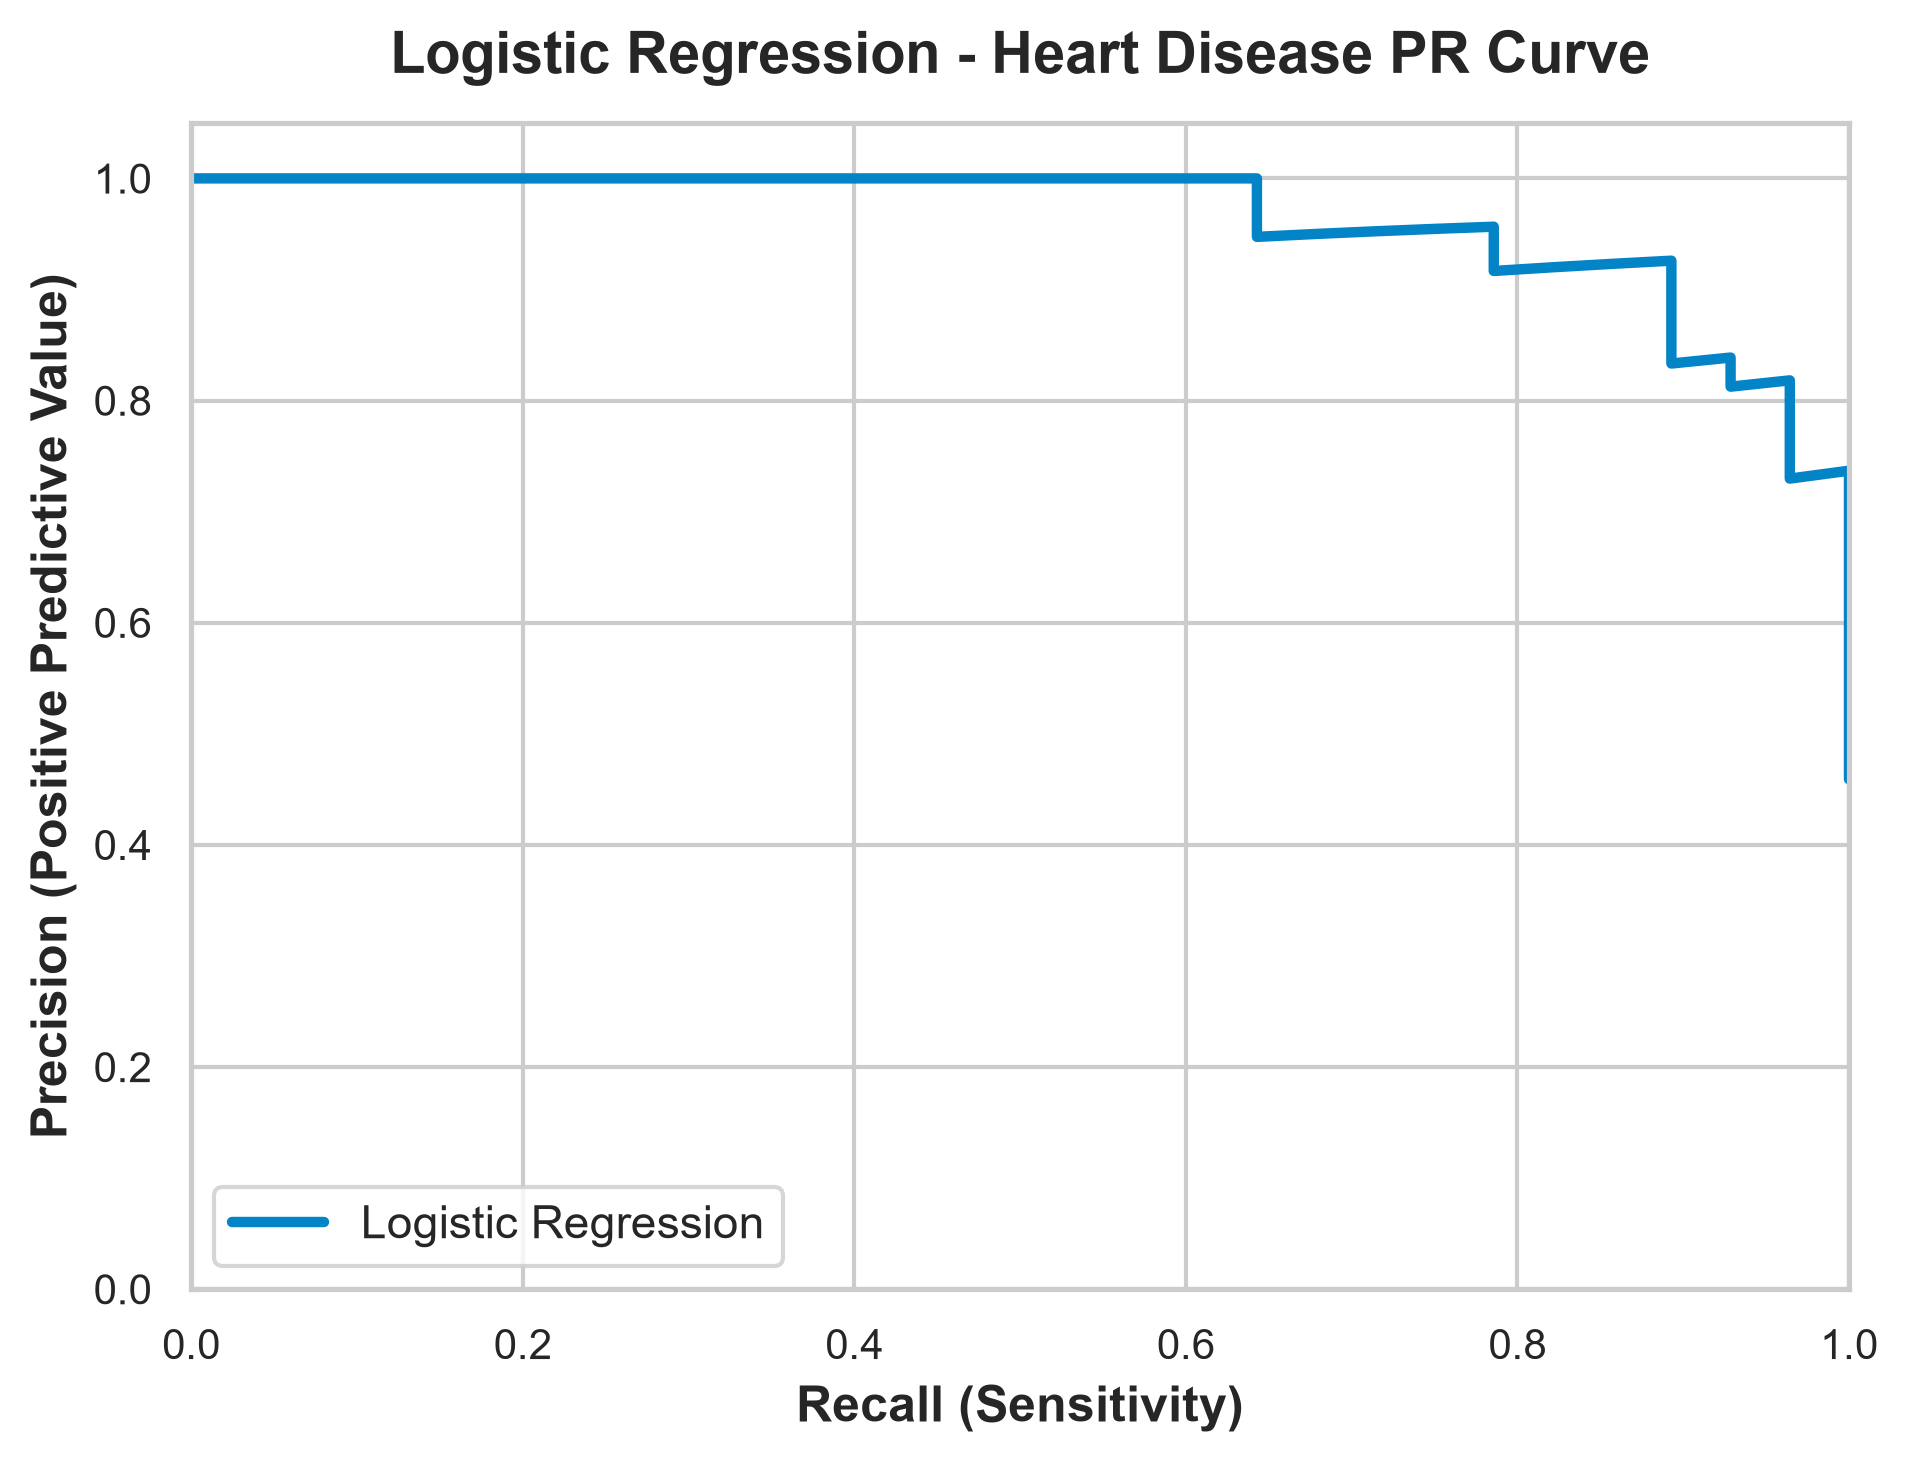 Logistic Regression - Heart Disease PR Curve
Precision (Positive Predictive Value)
1.0
0.8
0.6
0.4
0.2
0.0
Logistic Regression
0.0 0.2 0.4 0.6 0.8 1.0
Recall (Sensitivity)